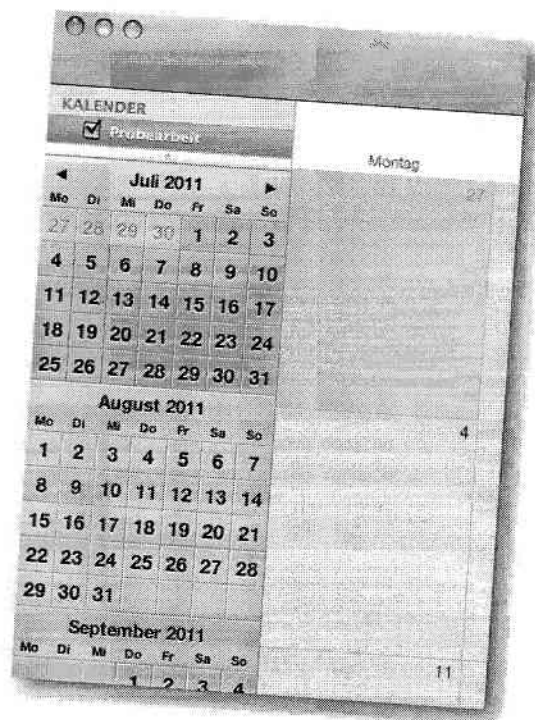 KALENDER
Probearbeit
Juli 2011
Mo Di Mi Do Fr Sa So
27 28 29 30 1 2 3
4 5 6 7 8 9 10
11 12 13 14 15 16 17
18 19 20 21 22 23 24
25 26 27 28 29 30 31
August 2011
Mo Di Mi Do Fr Sa So
1 2 3 4 5 6 7
8 9 10 11 12 13 14
15 16 17 18 19 20 21
22 23 24 25 26 27 28
29 30 31
September 2011
Mo Di Mi Do Fr Sa So
1 2 3 4
Montag
27
4
11